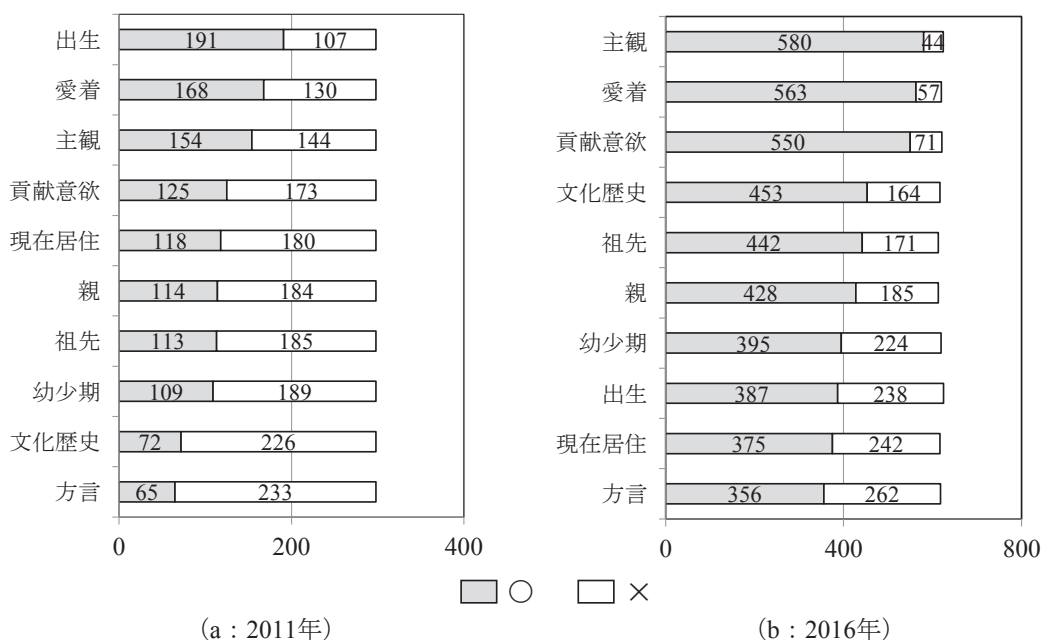 出生 191 107
愛着 168 130
主観 154 144
貢献意欲 125 173
現在居住 118 180
親 114 184
祖先 113 185
幼少期 109 189
文化歴史 72 226
方言 65 233
0 200 400
主観 580 44
愛着 563 57
貢献意欲 550 71
文化歴史 453 164
祖先 442 171
親 428 185
幼少期 395 224
出生 387 238
現在居住 375 242
方言 356 262
0 400 800
○ ×
(a：2011年)
(b：2016年)